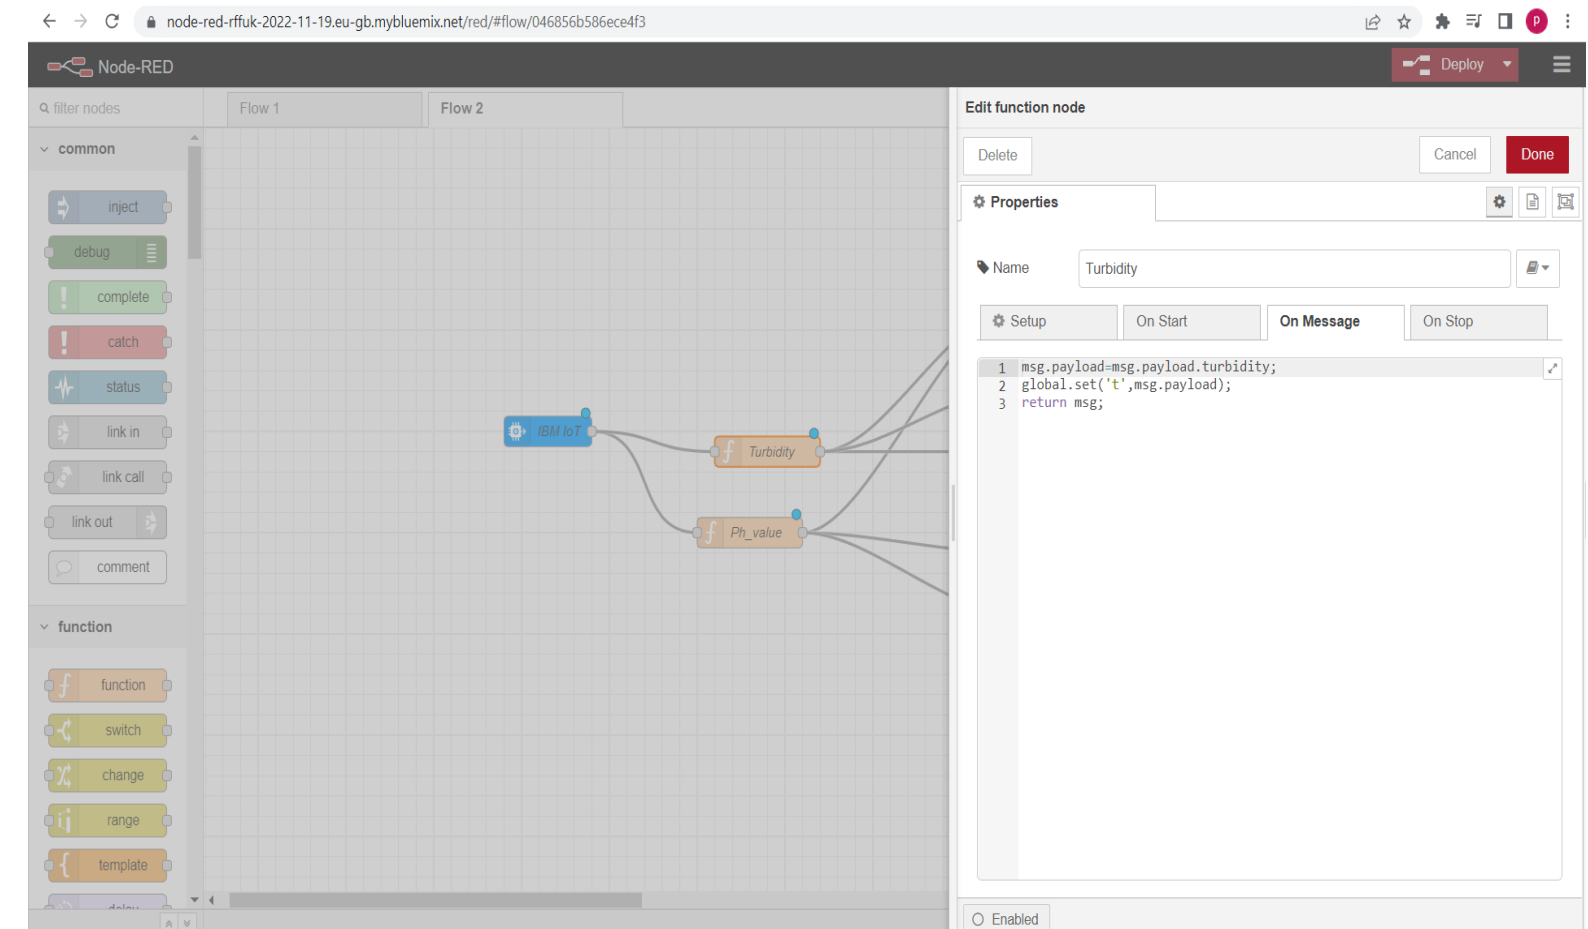 node-red-rffuk-2022-11-19.eu-gb.mybluemix.net/red/#flow/046856b586ece4f3
P
Node-RED
Deploy
filter nodes
Flow 1
Flow 2
Edit function node
common
Delete
Cancel
Done
inject
Properties
debug
Name
Turbidity
complete
Setup
On Start
On Message
On Stop
catch
1 msg.payload=msg.payload.turbidity;
2 global.set('t',msg.payload);
3 return msg;
status
link in
IBM IoT
Turbidity
link call
link out
Ph_value
comment
function
function
switch
change
range
template
delay
Enabled